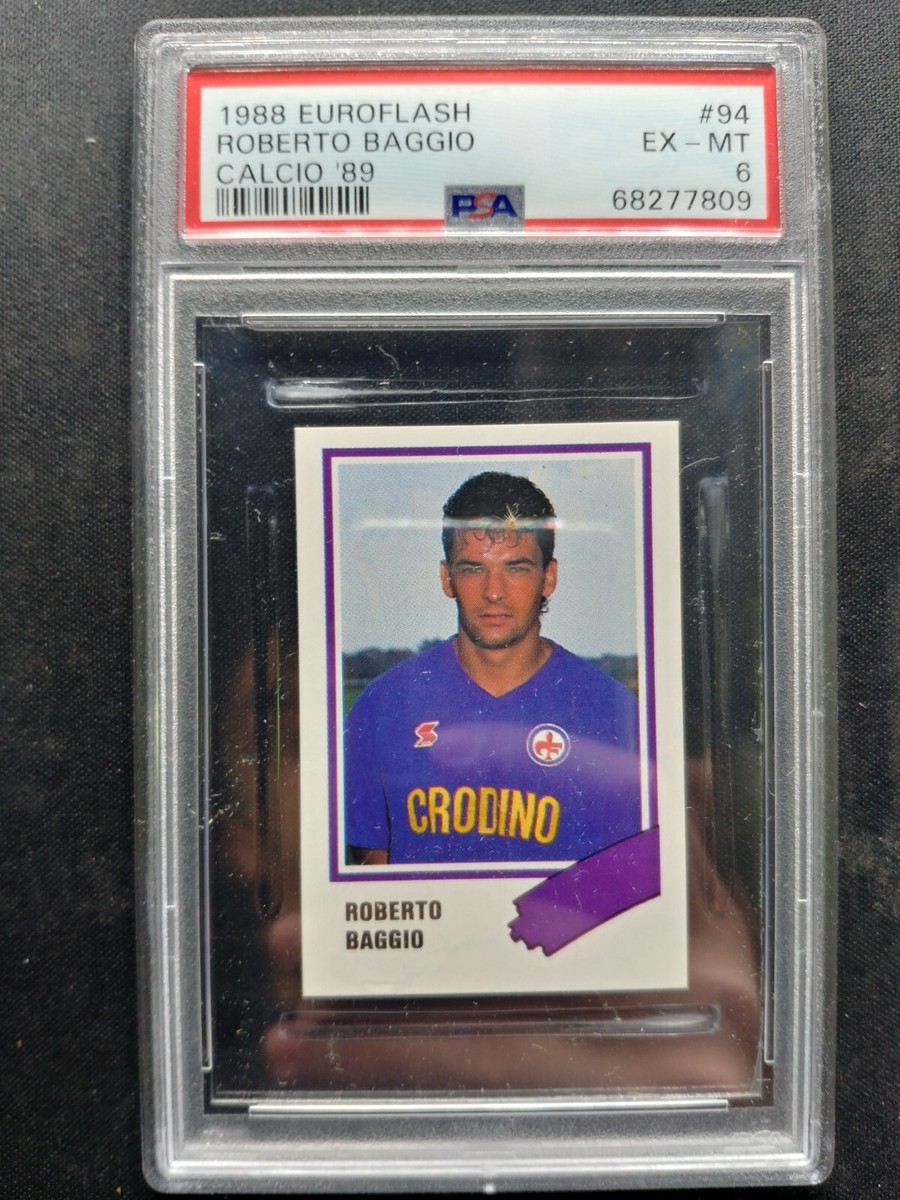 1988 EUROFLASH #94
ROBERTO BAGGIO EX - MT
CALCIO '89 6
PSA 68277809
CRODINO
ROBERTO
BAGGIO